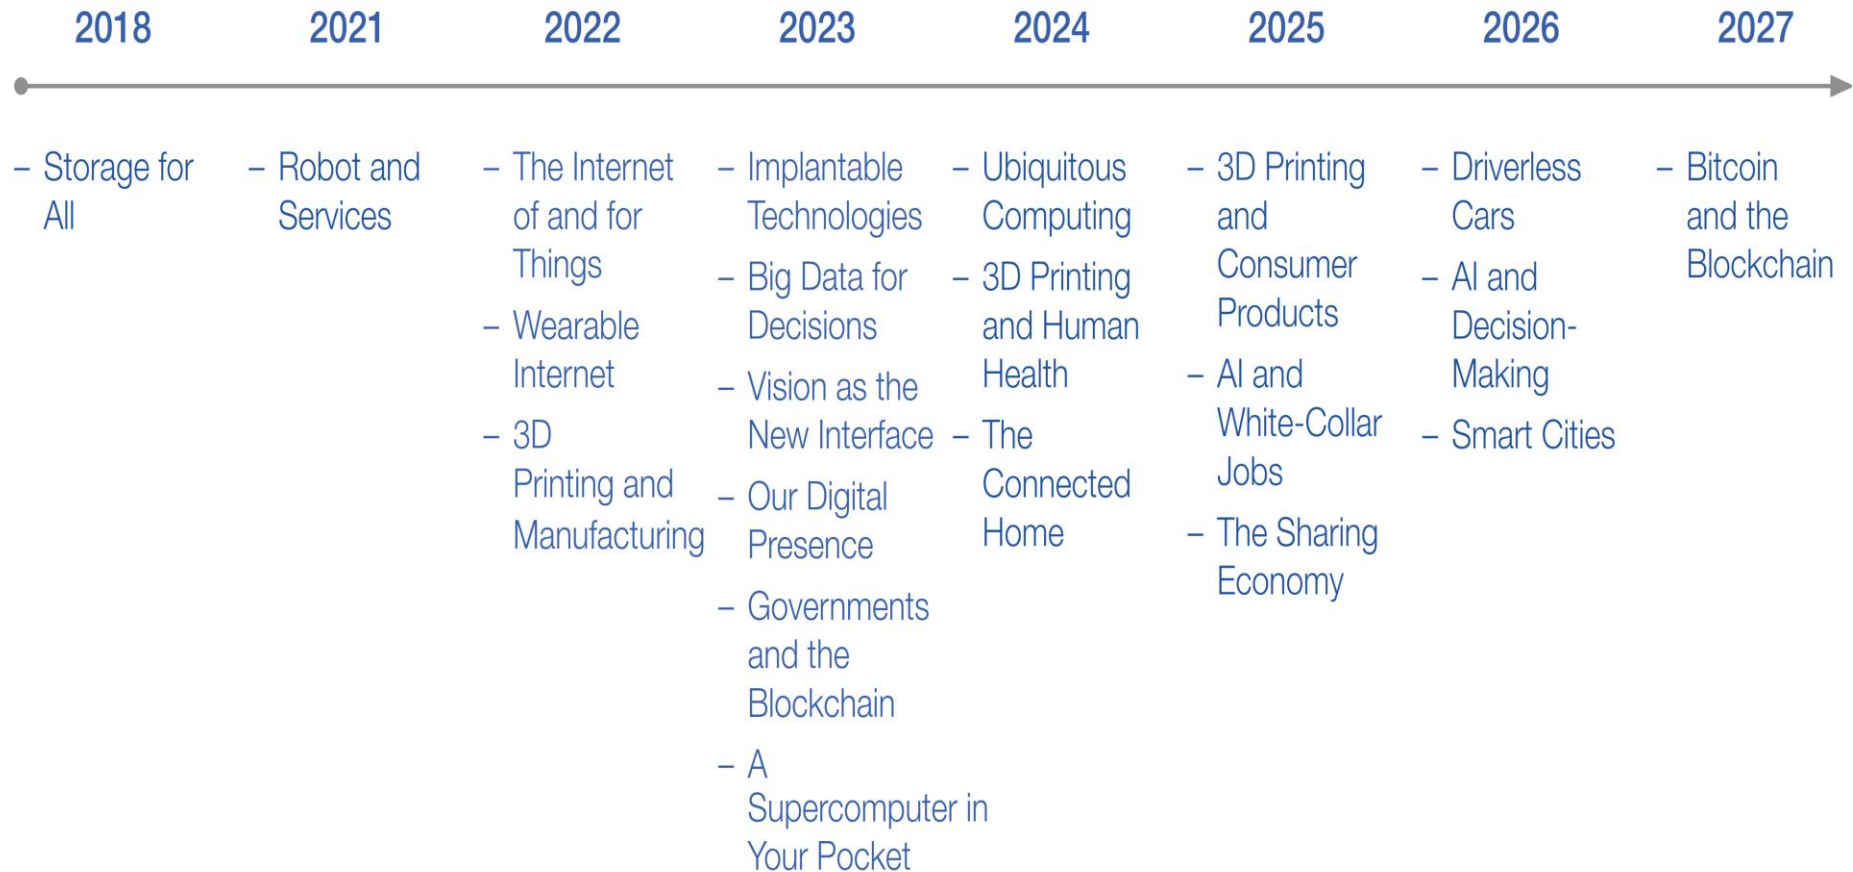 2018
2021
2022
2023
2024
2025
2026
2027
– Storage for
All
– Robot and
Services
– The Internet
of and for
Things
– Wearable
Internet
– 3D
Printing and
Manufacturing
– Implantable
Technologies
– Big Data for
Decisions
– Vision as the
New Interface
– Our Digital
Presence
– Governments
and the
Blockchain
– A
Supercomputer in
Your Pocket
– Ubiquitous
Computing
– 3D Printing
and Human
Health
– The
Connected
Home
– 3D Printing
and
Consumer
Products
– AI and
White-Collar
Jobs
– The Sharing
Economy
– Driverless
Cars
– AI and
Decision-
Making
– Smart Cities
– Bitcoin
and the
Blockchain